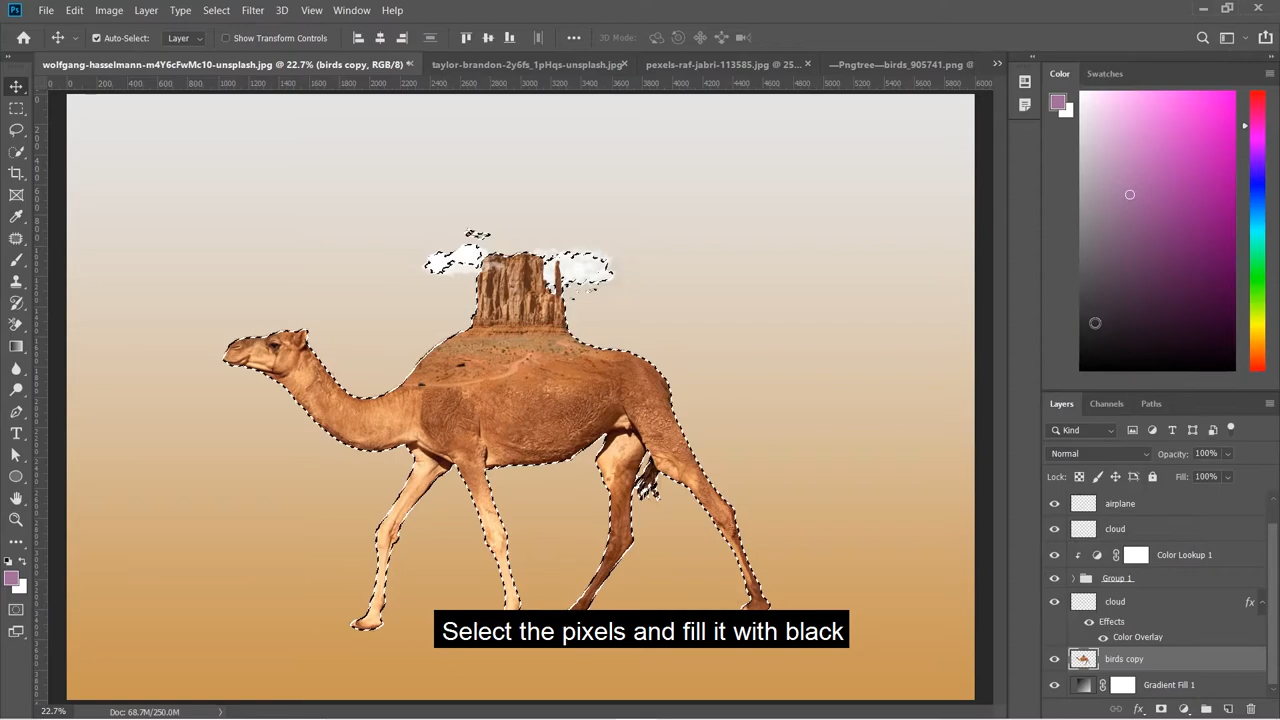 Ps File Edit Image Layer Type Select Filter 3D View Window Help
Auto-Select: Layer Show Transform Controls 3D Mode:
wolfgang-hasselmann-m4Y6cFwMc10-unsplash.jpg @ 22.7% (birds copy, RGB/8) * taylor-brandon-2y6fs_1pHqs-unsplash.jpg pexels-raf-jabri-113585.jpg @ 25... —Pngtree—birds_905741.png @
Color Swatches
Select the pixels and fill it with black
Layers Channels Paths
Kind
Normal Opacity: 100%
Lock: Fill: 100%
airplane
cloud
Color Lookup 1
Group 1
cloud fx
Effects
Color Overlay
birds copy
Gradient Fill 1
22.7% Doc: 68.7M/250.0M